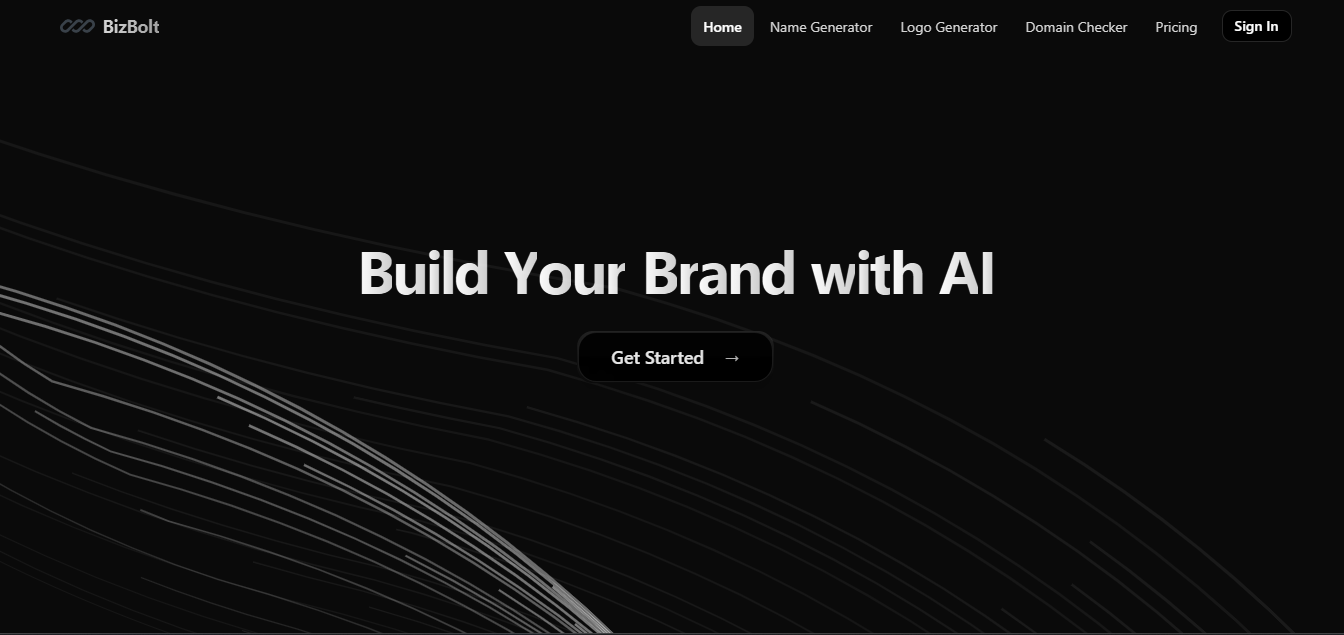 BizBolt
Home Name Generator Logo Generator Domain Checker Pricing Sign In
Build Your Brand with AI
Get Started →